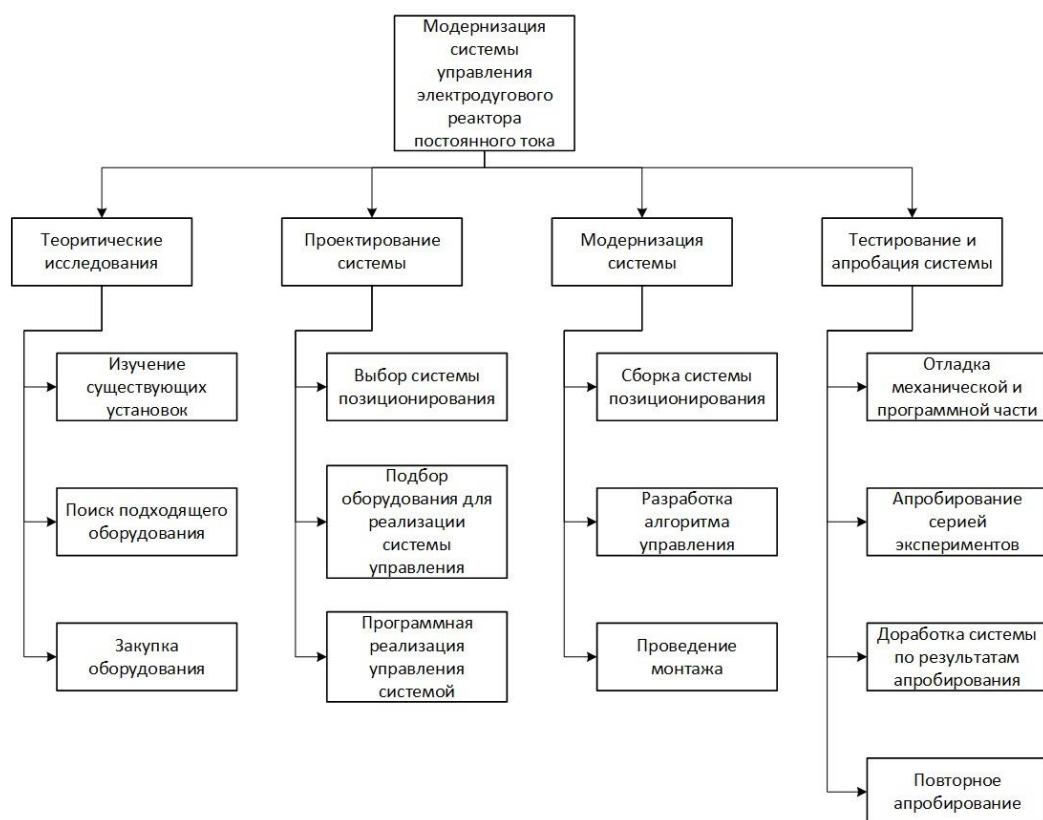 Модернизация
системы
управления
электродугового
реактора
постоянного тока
Теоритические
исследования
Проектирование
системы
Модернизация
системы
Тестирование и
апробация системы
Изучение
существующих
установок
Выбор системы
позиционирования
Сборка системы
позиционирования
Отладка
механической и
программной части
Поиск подходящего
оборудования
Подбор
оборудования для
реализации
системы
управления
Разработка
алгоритма
управления
Апробирование
серией
экспериментов
Закупка
оборудования
Программная
реализация
управления
системой
Проведение
монтажа
Доработка системы
по результатам
апробирования
Повторное
апробирование